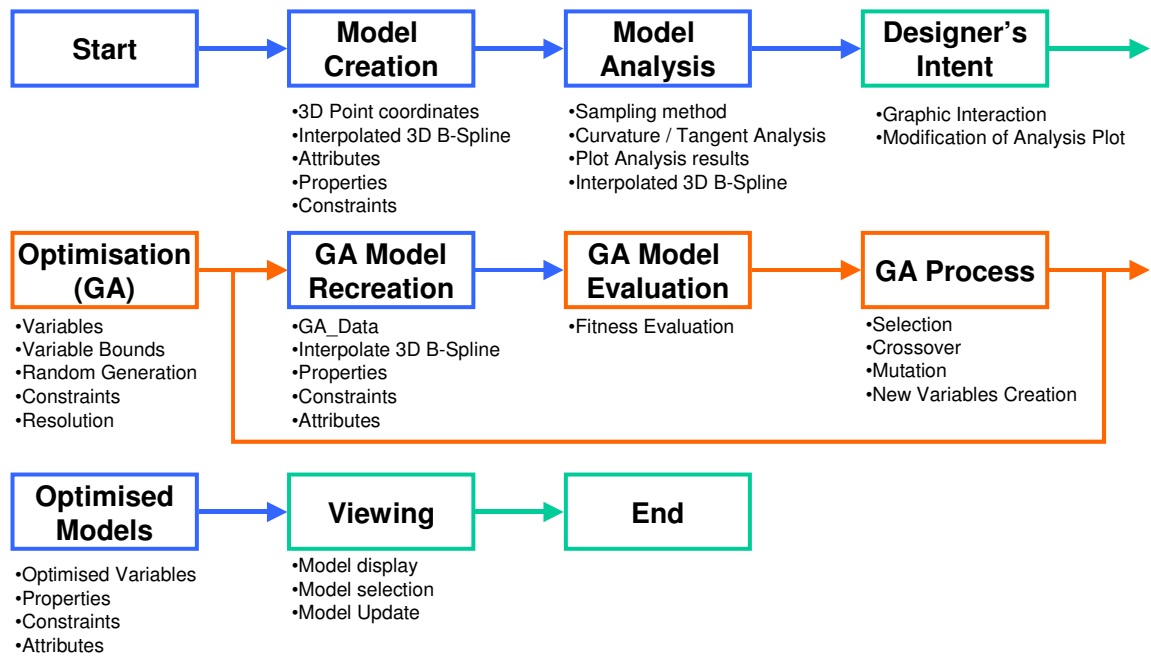 Start
Model
Creation
•3D Point coordinates
•Interpolated 3D B-Spline
•Attributes
•Properties
•Constraints
Model
Analysis
•Sampling method
•Curvature / Tangent Analysis
•Plot Analysis results
•Interpolated 3D B-Spline
Designer's
Intent
•Graphic Interaction
•Modification of Analysis Plot
Optimisation
(GA)
•Variables
•Variable Bounds
•Random Generation
•Constraints
•Resolution
GA Model
Recreation
•GA_Data
•Interpolate 3D B-Spline
•Properties
•Constraints
•Attributes
GA Model
Evaluation
•Fitness Evaluation
GA Process
•Selection
•Crossover
•Mutation
•New Variables Creation
Optimised
Models
•Optimised Variables
•Properties
•Constraints
•Attributes
Viewing
•Model display
•Model selection
•Model Update
End